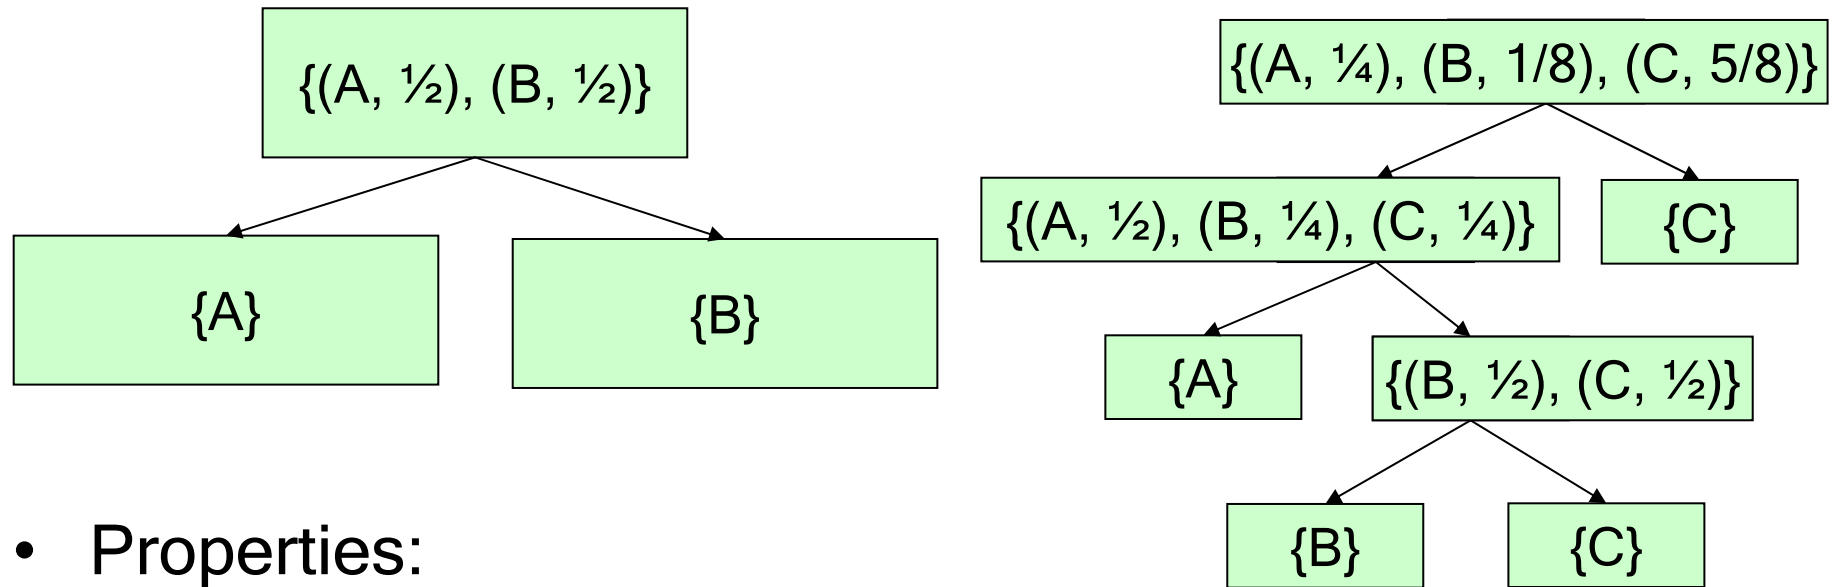 {(A, ½), (B, ½)}
{A}
{B}
{(A, ¼), (B, 1/8), (C, 5/8)}
{(A, ½), (B, ¼), (C, ¼)}
{C}
{A}
{(B, ½), (C, ½)}
{B}
{C}
• Properties: